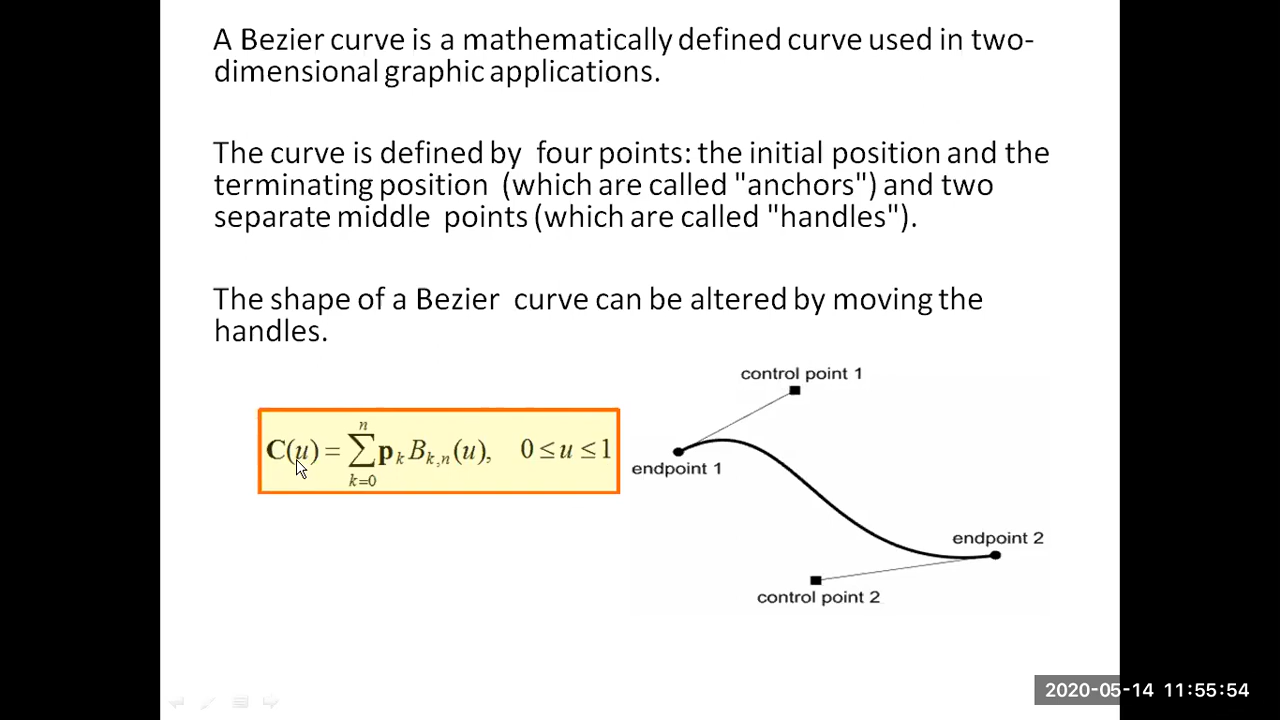 A Bezier curve is a mathematically defined curve used in two-
dimensional graphic applications.
The curve is defined by four points: the initial position and the
terminating position (which are called "anchors") and two
separate middle points (which are called "handles").
The shape of a Bezier curve can be altered by moving the
handles.
C(u) = ∑_{k=0}^{n} p_k B_{k,n}(u), 0 ≤ u ≤ 1
control point 1
endpoint 1
endpoint 2
control point 2
2020-05-14 11:55:54